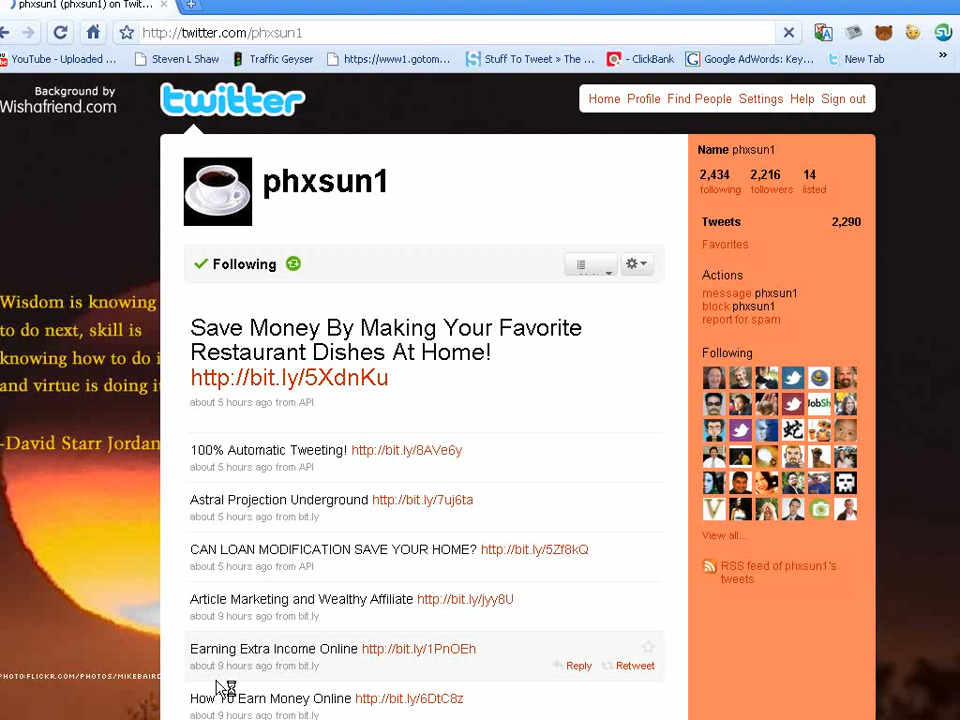 phxsun1 (phxsun1) on Twit...
http://twitter.com/phxsun1
YouTube - Uploaded ...
Steven L Shaw
Traffic Geyser
https://www1.gotom...
Stuff To Tweet » The ...
- ClickBank
Google AdWords: Key...
New Tab
»
Background by
Wishafriend.com
twitter
Home Profile Find People Settings Help Sign out
phxsun1
Following
Save Money By Making Your Favorite
Restaurant Dishes At Home!
http://bit.ly/5XdnKu
about 5 hours ago from API
100% Automatic Tweeting! http://bit.ly/8AVe6y
about 5 hours ago from API
Astral Projection Underground http://bit.ly/7uj6ta
about 5 hours ago from bit.ly
CAN LOAN MODIFICATION SAVE YOUR HOME? http://bit.ly/5Zf8kQ
about 5 hours ago from API
Article Marketing and Wealthy Affiliate http://bit.ly/jyy8U
about 9 hours ago from bit.ly
Earning Extra Income Online http://bit.ly/1PnOEh
about 9 hours ago from bit.ly
Reply Retweet
How To Earn Money Online http://bit.ly/6DtC8z
about 9 hours ago from bit.ly
Name phxsun1
2,434 2,216 14
following followers listed
Tweets 2,290
Favorites
Actions
message phxsun1
block phxsun1
report for spam
Following
JobSh
View all...
RSS feed of phxsun1's
tweets
Wisdom is knowing
to do next, skill is
knowing how to do i
and virtue is doing it
-David Starr Jordan
PHOTO:FLICKR.COM/PHOTOS/MIKEBAIRD